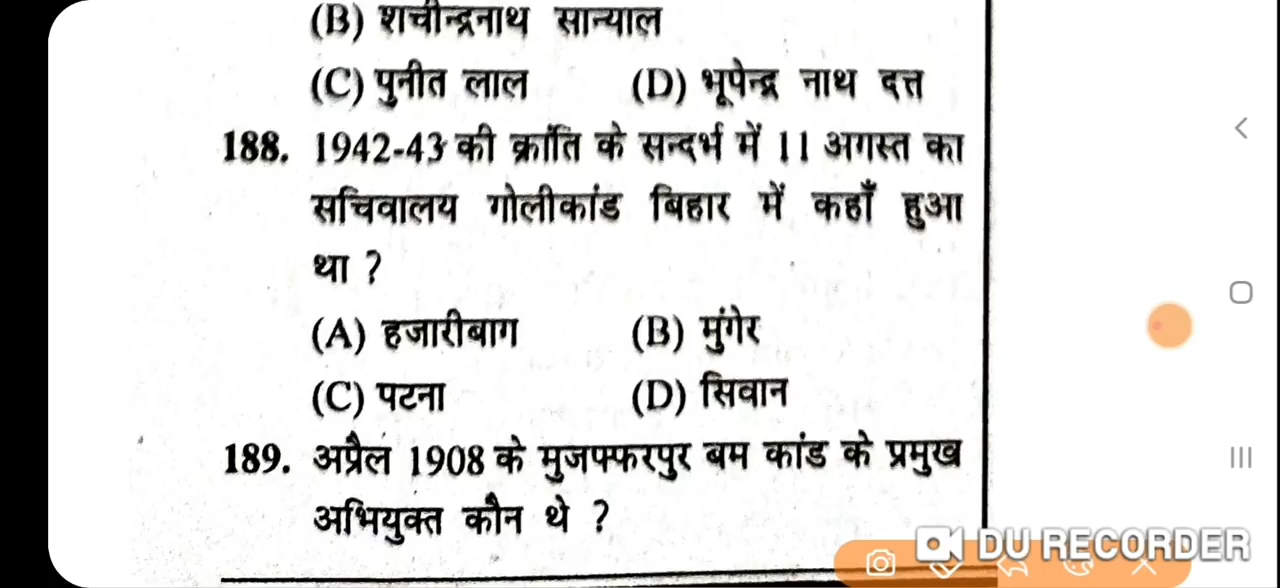 (B) शचीन्द्रनाथ सान्याल
(C) पुनीत लाल (D) भूपेन्द्र नाथ दत्त
188. 1942-43 की क्रांति के सन्दर्भ में 11 अगस्त का
सचिवालय गोलीकांड बिहार में कहाँ हुआ
था ?
(A) हजारीबाग (B) मुंगेर
(C) पटना (D) सिवान
189. अप्रैल 1908 के मुजफ्फरपुर बम कांड के प्रमुख
अभियुक्त कौन थे ?
DU RECORDER